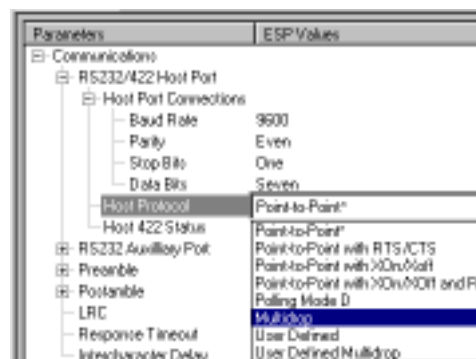 Parameters ESP Values
Communications
RS232/422 Host Port
Host Port Connections
Baud Rate 9600
Parity Even
Stop Bits One
Data Bits Seven
Host Protocol Point-to-Point*
Host 422 Status Point-to-Point*
RS232 Auxilliary Port Point-to-Point with RTS/CTS
Preamble Point-to-Point with XOn/Xoff
Postamble Point-to-Point with XOn/XOff and R
LRC Polling Mode D
Multidrop
Response Timeout User Defined
Intercharacter Delay User Defined Multidrop